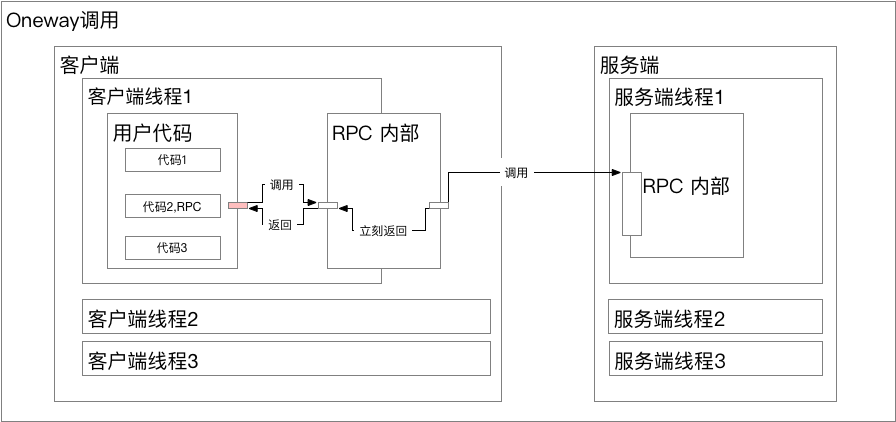 Oneway调用
客户端
客户端线程1
用户代码
代码1
代码2,RPC
代码3
调用
返回
RPC 内部
立刻返回
调用
客户端线程2
客户端线程3
服务端
服务端线程1
RPC 内部
服务端线程2
服务端线程3